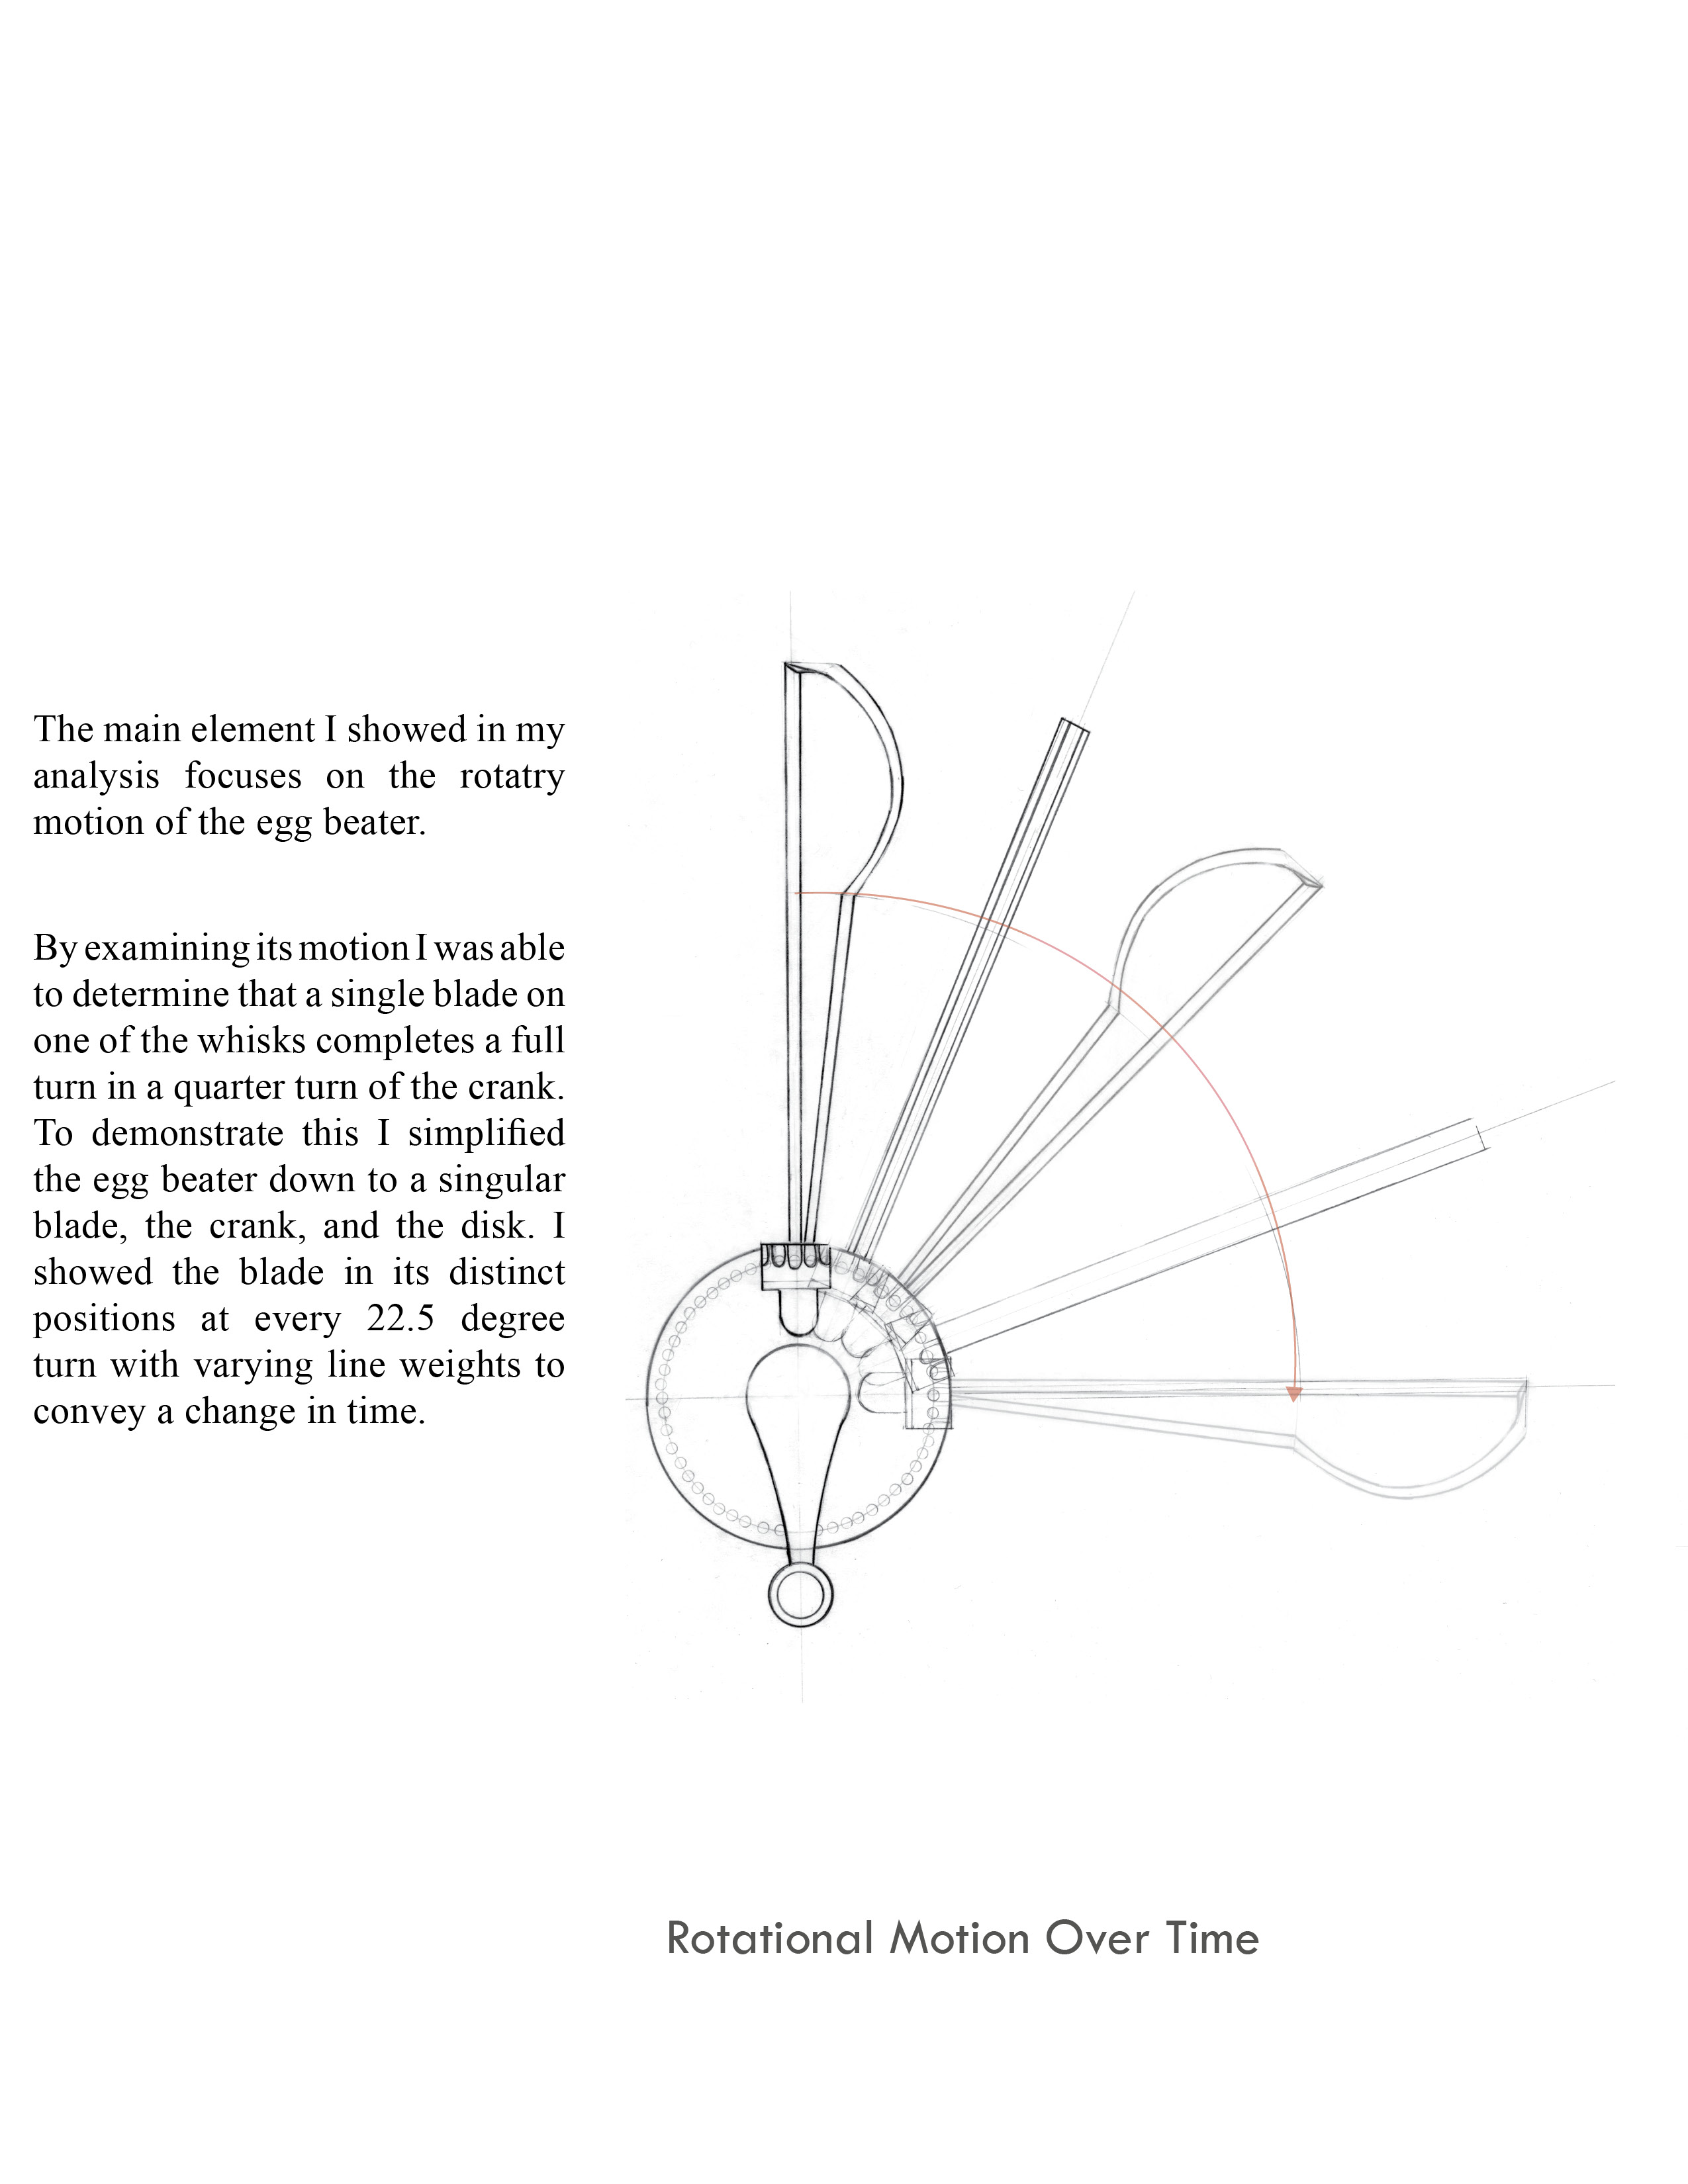 The main element I showed in my
analysis focuses on the rotatry
motion of the egg beater.
By examining its motion I was able
to determine that a single blade on
one of the whisks completes a full
turn in a quarter turn of the crank.
To demonstrate this I simplified
the egg beater down to a singular
blade, the crank, and the disk. I
showed the blade in its distinct
positions at every 22.5 degree
turn with varying line weights to
convey a change in time.
Rotational Motion Over Time